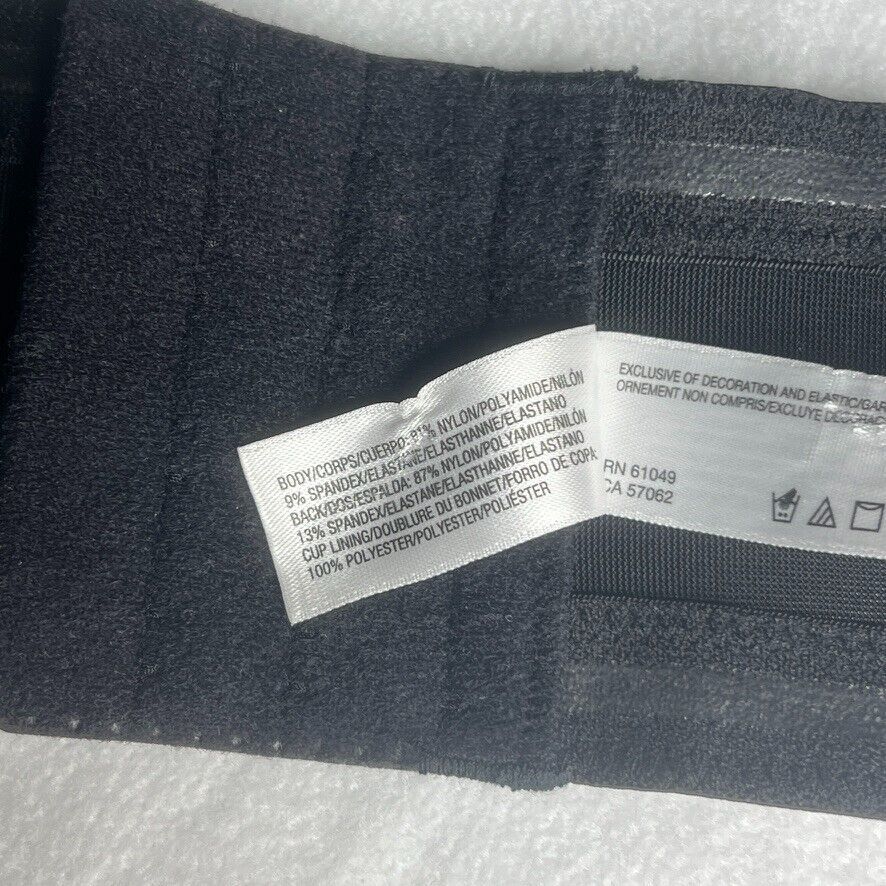 BODY/CORPS/CUERPO: 91% NYLON/POLYAMIDE/NILÓN
9% SPANDEX/ELASTANE/ELASTHANNE/ELASTANO
BACK/DOS/ESPALDA: 87% NYLON/POLYAMIDE/NILÓN
13% SPANDEX/ELASTANE/ELASTHANNE/ELASTANO
CUP LINING/DOUBLURE DU BONNET/FORRO DE COPA:
100% POLYESTER/POLYESTER/POLIÉSTER
EXCLUSIVE OF DECORATION AND ELASTIC/GAR
ORNEMENT NON COMPRIS/EXCLUYE DECORAC
RN 61049
CA 57062